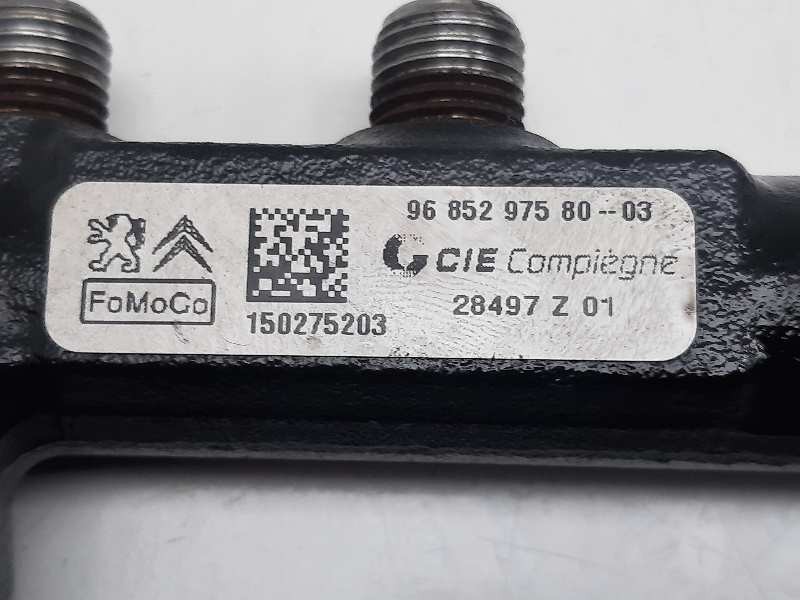 96 852 975 80--03
CIE Compiègne
FoMoCo
150275203
28497 Z 01